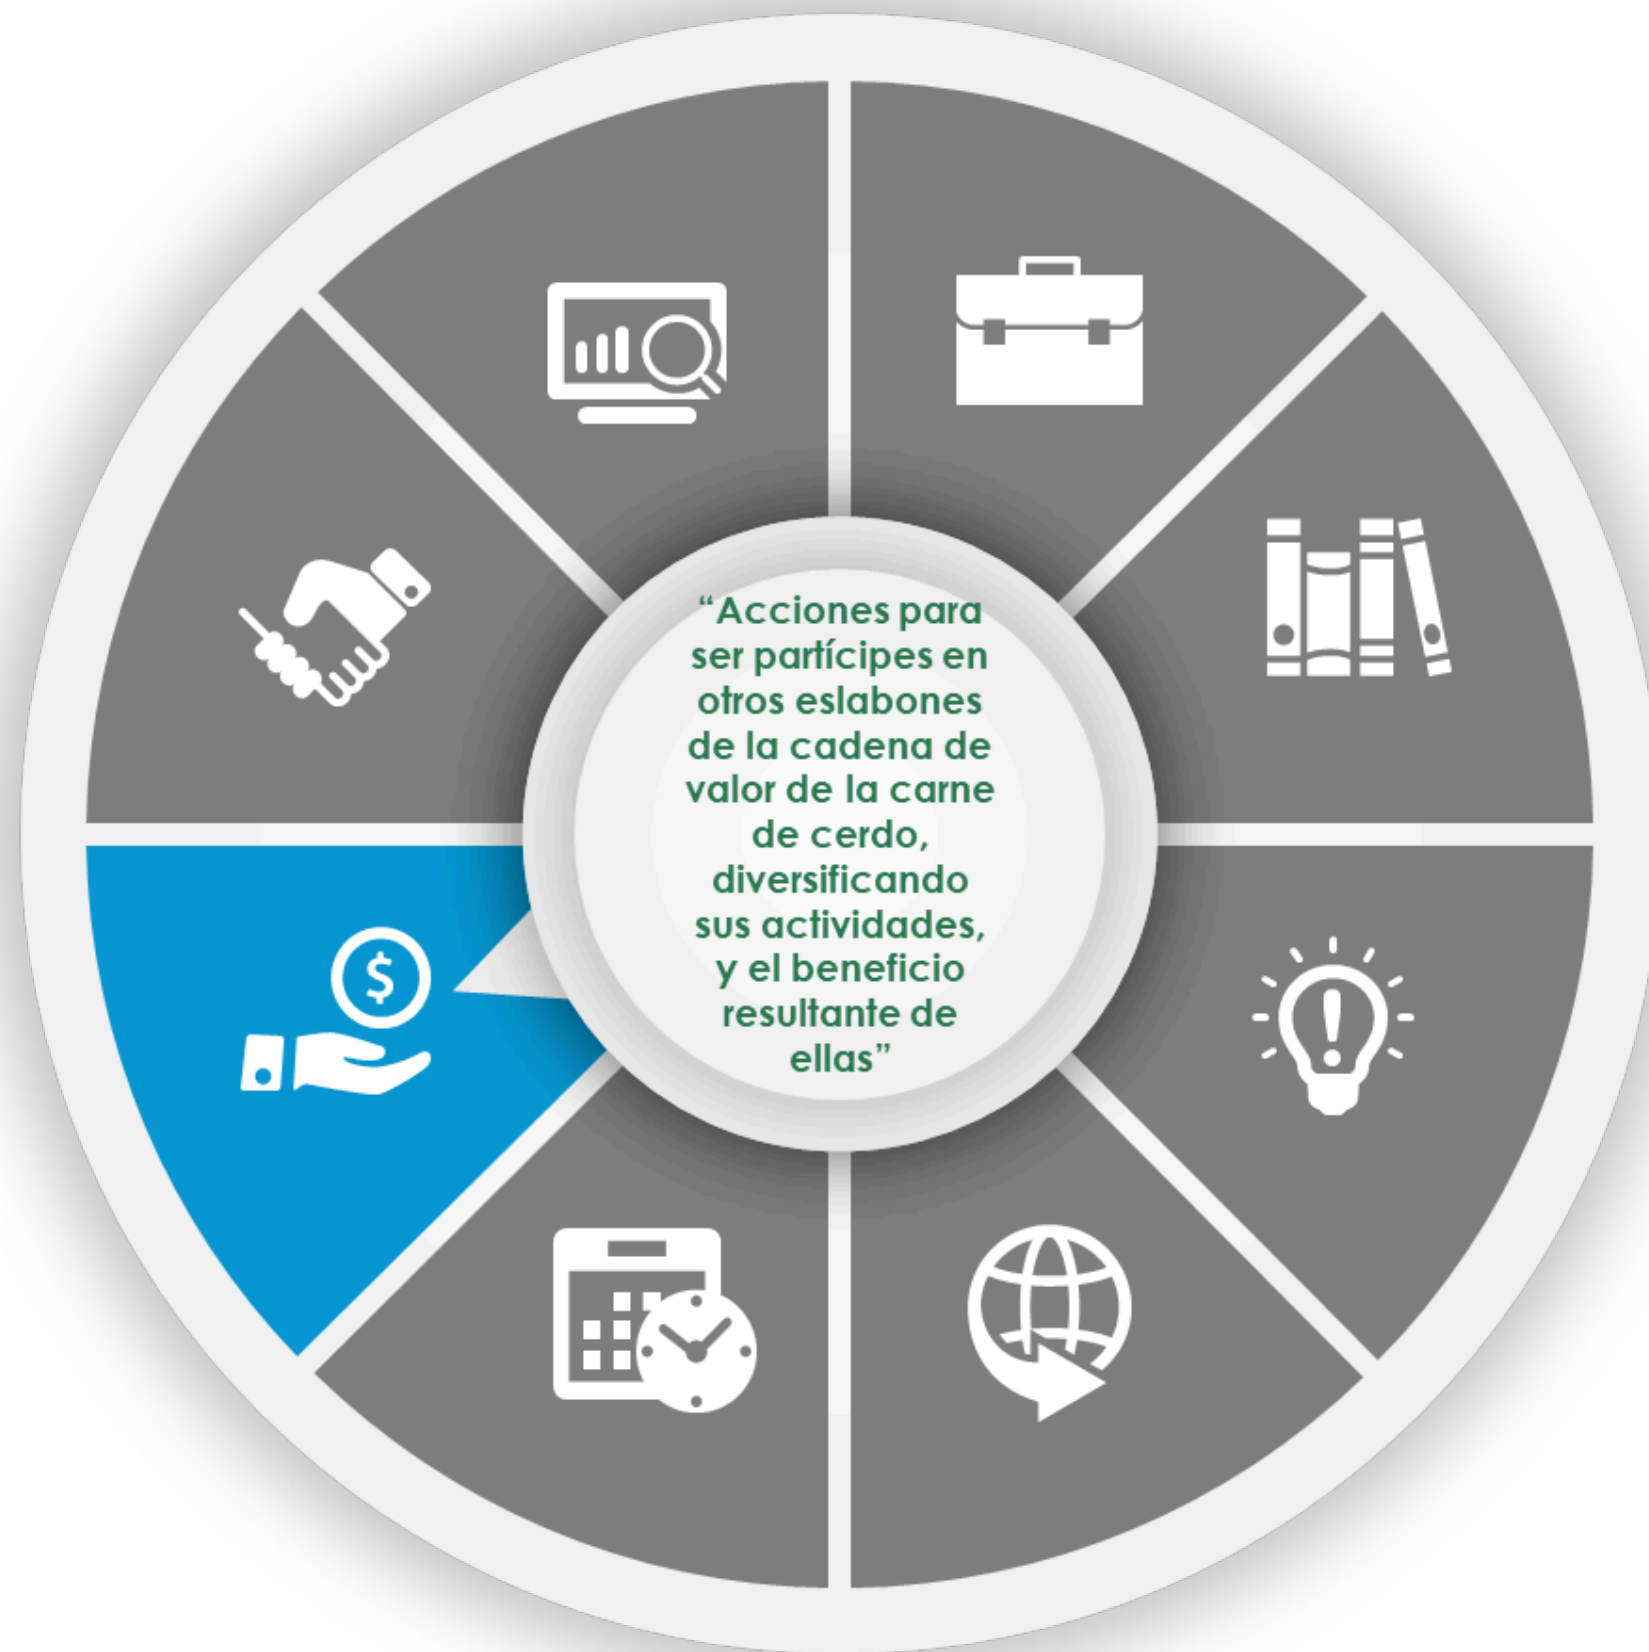 “Acciones para
ser partícipes en
otros eslabones
de la cadena de
valor de la carne
de cerdo,
diversificando
sus actividades,
y el beneficio
resultante de
ellas”
$